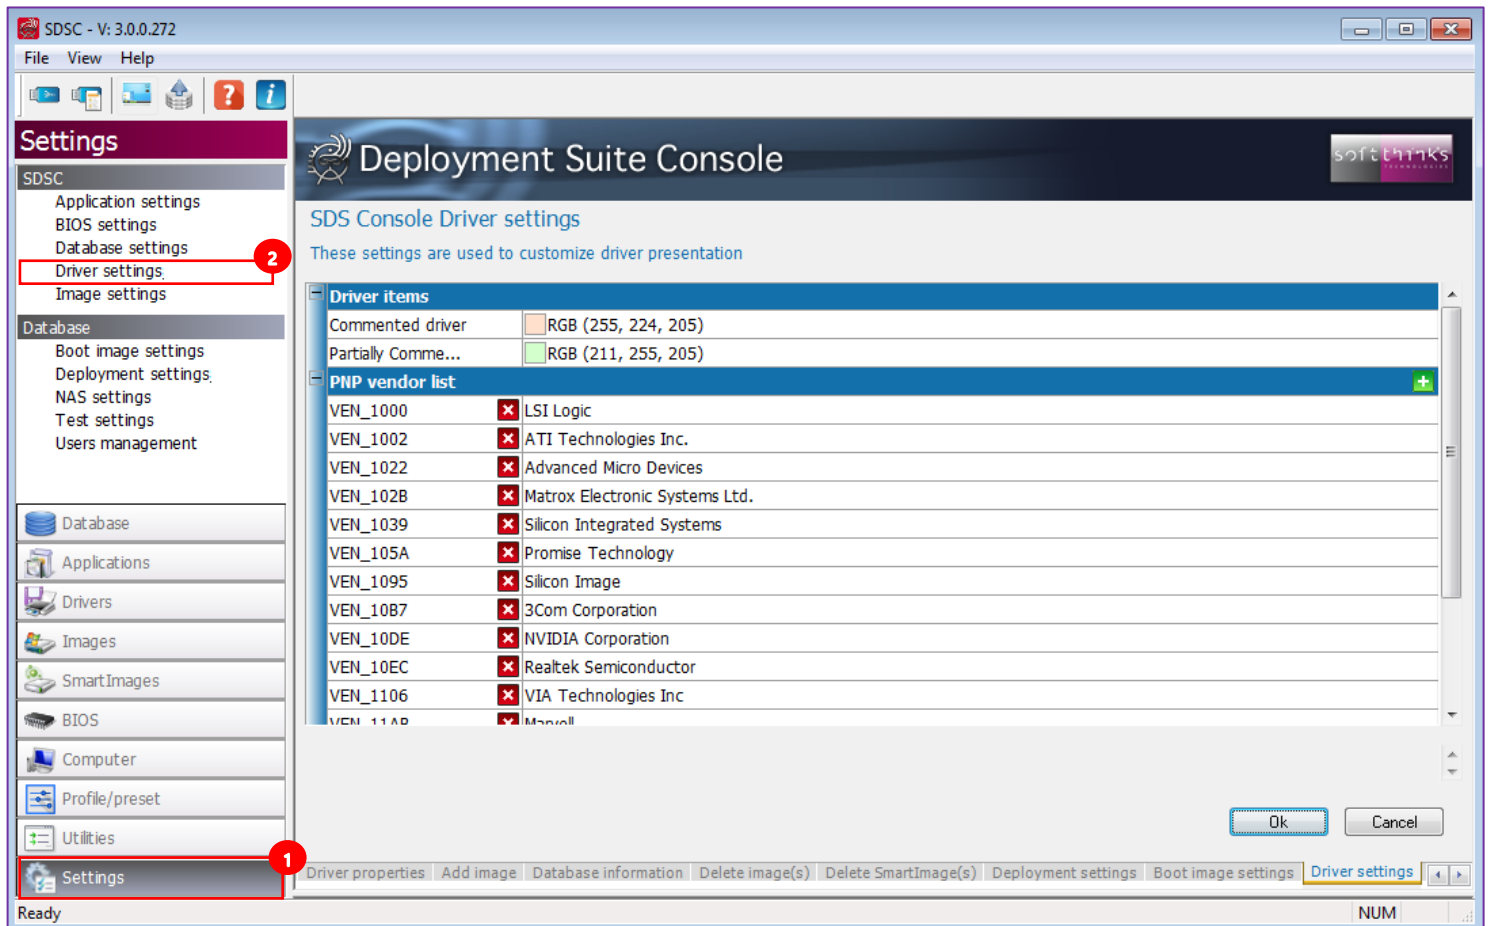 SDSC - V: 3.0.0.272
File View Help
Settings
SDSC
Application settings
BIOS settings
Database settings
2
Driver settings
Image settings
Database
Boot image settings
Deployment settings
NAS settings
Test settings
Users management
Database
Applications
Drivers
Images
SmartImages
BIOS
Computer
Profile/preset
Utilities
1
Settings
Deployment Suite Console
softthinks
TECHNOLOGIES
SDS Console Driver settings
These settings are used to customize driver presentation
Driver items
Commented driver RGB (255, 224, 205)
Partially Comme... RGB (211, 255, 205)
PNP vendor list
VEN_1000 LSI Logic
VEN_1002 ATI Technologies Inc.
VEN_1022 Advanced Micro Devices
VEN_102B Matrox Electronic Systems Ltd.
VEN_1039 Silicon Integrated Systems
VEN_105A Promise Technology
VEN_1095 Silicon Image
VEN_10B7 3Com Corporation
VEN_10DE NVIDIA Corporation
VEN_10EC Realtek Semiconductor
VEN_1106 VIA Technologies Inc
VEN_11AB Marvell
Ok Cancel
Driver properties Add image Database information Delete image(s) Delete SmartImage(s) Deployment settings Boot image settings Driver settings
Ready NUM